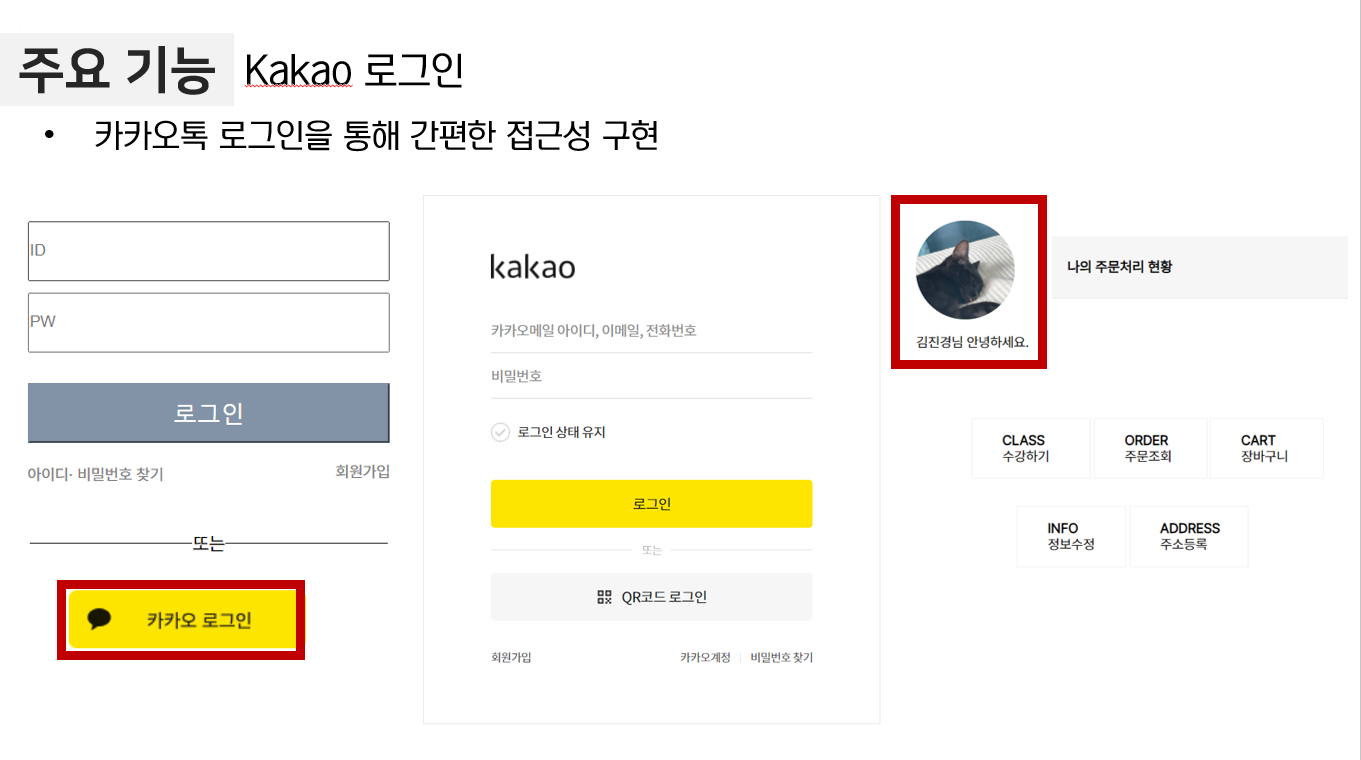 주요 기능 Kakao 로그인
• 카카오톡 로그인을 통해 간편한 접근성 구현
ID
PW
로그인
아이디· 비밀번호 찾기 회원가입
또는
카카오 로그인
kakao
카카오메일 아이디, 이메일, 전화번호
비밀번호
로그인 상태 유지
로그인
또는
QR코드 로그인
회원가입 카카오계정 | 비밀번호 찾기
김진경님 안녕하세요.
나의 주문처리 현황
CLASS ORDER CART
수강하기 주문조회 장바구니
INFO ADDRESS
정보수정 주소등록